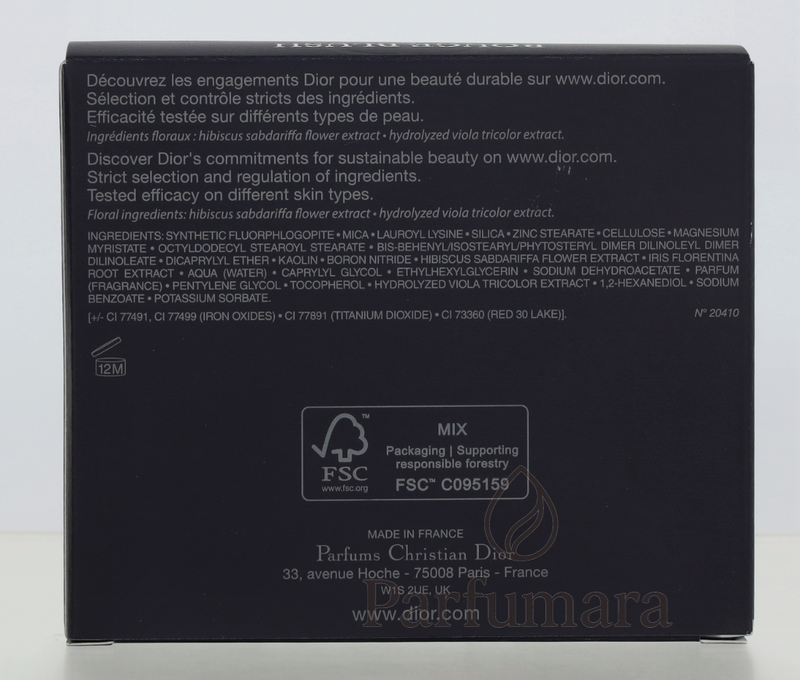 ROUGE BLUSH
Découvrez les engagements Dior pour une beauté durable sur www.dior.com.
Sélection et contrôle stricts des ingrédients.
Efficacité testée sur différents types de peau.
Ingrédients floraux : hibiscus sabdariffa flower extract • hydrolyzed viola tricolor extract.
Discover Dior's commitments for sustainable beauty on www.dior.com.
Strict selection and regulation of ingredients.
Tested efficacy on different skin types.
Floral ingredients: hibiscus sabdariffa flower extract • hydrolyzed viola tricolor extract.
INGREDIENTS: SYNTHETIC FLUORPHLOGOPITE • MICA • LAUROYL LYSINE • SILICA • ZINC STEARATE • CELLULOSE • MAGNESIUM
MYRISTATE • OCTYLDODECYL STEAROYL STEARATE • BIS-BEHENYL/ISOSTEARYL/PHYTOSTERYL DIMER DILINOLEYL DIMER
DILINOLEATE • DICAPRYLYL ETHER • KAOLIN • BORON NITRIDE • HIBISCUS SABDARIFFA FLOWER EXTRACT • IRIS FLORENTINA
ROOT EXTRACT • AQUA (WATER) • CAPRYLYL GLYCOL • ETHYLHEXYLGLYCERIN • SODIUM DEHYDROACETATE • PARFUM
(FRAGRANCE) • PENTYLENE GLYCOL • TOCOPHEROL • HYDROLYZED VIOLA TRICOLOR EXTRACT • 1,2-HEXANEDIOL • SODIUM
BENZOATE • POTASSIUM SORBATE.
[+/- CI 77491, CI 77499 (IRON OXIDES) • CI 77891 (TITANIUM DIOXIDE) • CI 73360 (RED 30 LAKE)]. N° 20410
12M
MIX
Packaging | Supporting
responsible forestry
FSC™ C095159
FSC
www.fsc.org
MADE IN FRANCE
Parfums Christian Dior
33, avenue Hoche - 75008 Paris - France
W1S 2UE, UK
www.dior.com
Parfumara